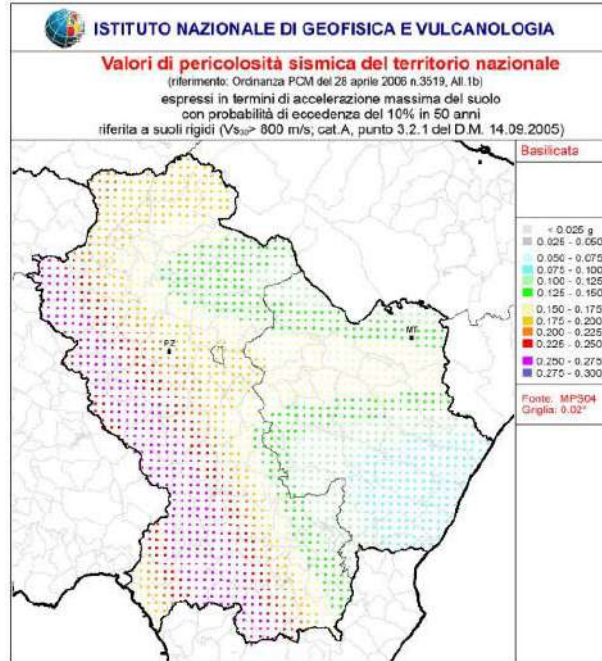 ISTITUTO NAZIONALE DI GEOFISICA E VULCANOLOGIA
Valori di pericolosità sismica del territorio nazionale
(riferimento: Ordinanza PCM del 28 aprile 2006 n.3519, All.1b)
espressi in termini di accelerazione massima del suolo
con probabilità di eccedenza del 10% in 50 anni
riferita a suoli rigidi (Vs₃₀> 800 m/s; cat.A, punto 3.2.1 del D.M. 14.09.2005)
Basilicata
< 0.025 g
0.025 - 0.050
0.050 - 0.075
0.075 - 0.100
0.100 - 0.125
0.125 - 0.150
0.150 - 0.175
0.175 - 0.200
0.200 - 0.225
0.225 - 0.250
0.250 - 0.275
0.275 - 0.300
Fonte: MPS04
Griglia: 0.02°
PZ
MT